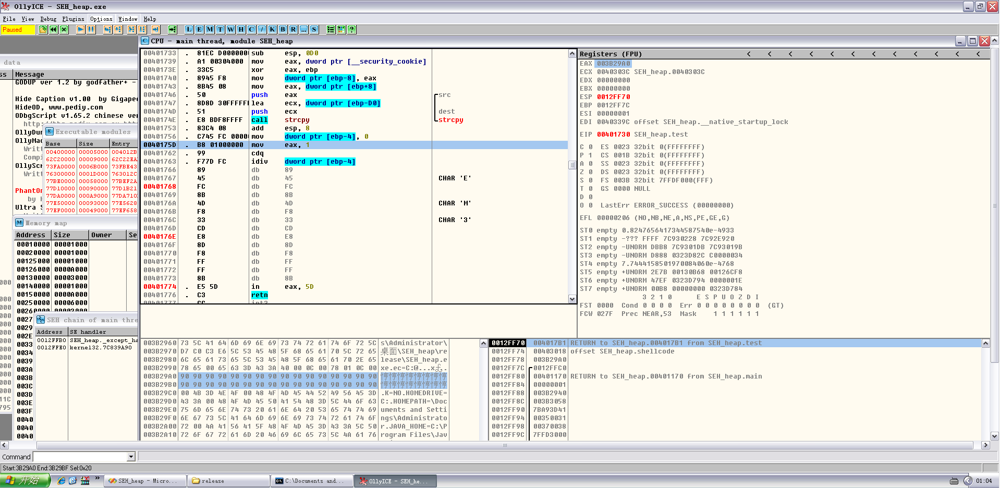 OllyICE - SEH_heap.exe
File View Debug Plugins Options Window Help
Paused
L E M T W H C / K B R ... S
?
data
ss Message
GODUP ver 1.2 by godfather+ -
Hide Caption v1.00 by Gigaped
HideOD, www.pediy.com
ODbgScript v1.65.2 chinese ver
OllyDum
OllyMac
Writt
Compi
OllySc
Writt
PhantOm
by H
Ultra S
Executable modules
Base Size Entry
00400000 00005000 004012B
62C20000 00009000 62C22EA
73FA0000 0006B000 73FBE43
76300000 0001D000 763012C
77BE0000 00058000 77BEF2A
77D10000 00090000 77D1B21
77DA0000 000A9000 77DA710
77E50000 00093000 77E5628
77EF0000 00049000 77EF658
Memory map
Address Size Owner Se
00010000 00001000
00020000 00001000
00125000 00001000
00126000 0000A000
00130000 00003000
00140000 00001000
00150000 0000A000
00250000 00006000
SEH chain of main thre
Address SE handler
0012FFB0 SEH_heap._except_ha
0012FFE0 kernel32.7C839A90
CPU - main thread, module SEH_heap
00401733 . 81EC D0000000 sub esp, 0D0
00401739 . A1 00304000 mov eax, dword ptr [__security_cookie]
0040173E . 33C5 xor eax, ebp
00401740 . 8945 F8 mov dword ptr [ebp-8], eax
00401743 . 8B45 08 mov eax, dword ptr [ebp+8]
00401746 . 50 push eax src
00401747 . 8D8D 30FFFFFF lea ecx, dword ptr [ebp-D0]
0040174D . 51 push ecx dest
0040174E . E8 BDF8FFFF call strcpy strcpy
00401753 . 83C4 08 add esp, 8
00401756 . C745 FC 00000 mov dword ptr [ebp-4], 0
0040175D . B8 01000000 mov eax, 1
00401762 . 99 cdq
00401763 . F77D FC idiv dword ptr [ebp-4]
00401766 89 db 89
00401767 45 db 45 CHAR 'E'
00401768 FC db FC
00401769 8B db 8B
0040176A 4D db 4D CHAR 'M'
0040176B F8 db F8
0040176C 33 db 33 CHAR '3'
0040176D CD db CD
0040176E E8 db E8
0040176F 8D db 8D
00401770 F8 db F8
00401771 FF db FF
00401772 FF db FF
00401773 8B db 8B
00401774 . E5 5D in eax, 5D
00401776 . C3 retn
00401777 CC int3
Registers (FPU) < < < < < < < < < < < <
EAX 003B29A0
ECX 0040303C SEH_heap.0040303C
EDX 00000000
EBX 00000000
ESP 0012FF70
EBP 0012FF7C
ESI 00000001
EDI 0040339C offset SEH_heap.__native_startup_lock
EIP 00401730 SEH_heap.test
C 0 ES 0023 32bit 0(FFFFFFFF)
P 1 CS 001B 32bit 0(FFFFFFFF)
A 0 SS 0023 32bit 0(FFFFFFFF)
Z 0 DS 0023 32bit 0(FFFFFFFF)
S 0 FS 003B 32bit 7FFDF000(FFF)
T 0 GS 0000 NULL
D 0
O 0 LastErr ERROR_SUCCESS (00000000)
EFL 00000206 (NO,NB,NE,A,NS,PE,GE,G)
ST0 empty 0.8247656417344587540e-4933
ST1 empty -??? FFFF 7C930228 7C92E920
ST2 empty -UNORM DBB8 7C9301DB 7C93019B
ST3 empty -UNORM D888 0323D82C C0000034
ST4 empty 7.7444158501970084060e-4768
ST5 empty +UNORM 2E7B 00130B68 00126CF8
ST6 empty +UNORM 47EF 0323D794 0000001E
ST7 empty +UNORM 00B8 00000000 0323D784
3 2 1 0 E S P U O Z D I
FST 0000 Cond 0 0 0 0 Err 0 0 0 0 0 0 0 0 (GT)
FCW 027F Prec NEAR,53 Mask 1 1 1 1 1 1
003B2960 73 5C 41 64 6D 69 6E 69 73 74 72 61 74 6F 72 5C s\Administrator\
003B2970 D7 C0 C3 E6 5C 53 45 48 5F 68 65 61 70 5C 72 65 桌面\SEH_heap\re
003B2980 6C 65 61 73 65 5C 53 45 48 5F 68 65 61 70 2E 65 lease\SEH_heap.e
003B2990 78 65 00 65 63 3D 43 3A 40 00 0C 00 78 01 0C 00 xe.ec=C:@...x
003B29A0 90 90 90 90 90 90 90 90 90 90 90 90 90 90 90 90
003B29B0 90 90 90 90 90 90 90 90 90 90 90 90 90 90 90 90
003B29C0 00 4B 3D 4E 4F 00 48 4F 4D 45 44 52 49 56 45 3D .K=NO.HOMEDRIVE=
003B29D0 43 3A 00 48 4F 4D 45 50 41 54 48 3D 5C 44 6F 63 C:.HOMEPATH=\Doc
003B29E0 75 6D 65 6E 74 73 20 61 6E 64 20 53 65 74 74 69 uments and Setti
003B29F0 6E 67 73 5C 41 64 6D 69 6E 69 73 74 72 61 74 6F ngs\Administrato
003B2A00 72 00 4A 41 56 41 5F 48 4F 4D 45 3D 43 3A 5C 50 r.JAVA_HOME=C:\P
003B2A10 72 6F 67 72 61 6D 20 46 69 6C 65 73 5C 4A 61 76 rogram Files\Jav
0012FF70 004017B1 RETURN to SEH_heap.004017B1 from SEH_heap.test
0012FF74 00403018 offset SEH_heap.shellcode
0012FF78 003B29A0
0012FF7C 0012FFC0
0012FF80 00401170 RETURN to SEH_heap.00401170 from SEH_heap.main
0012FF84 00000001
0012FF88 003B2940
0012FF8C 003B3058
0012FF90 7BA93D41
0012FF94 00350031
0012FF98 00370038
0012FF9C 7FFD3000
Command
Start:3B29A0 End:3B29BF Sel:0x20
开始 SEH_heap - Micro... release C:\Documents and... OllyICE - SEH_he... 01:04